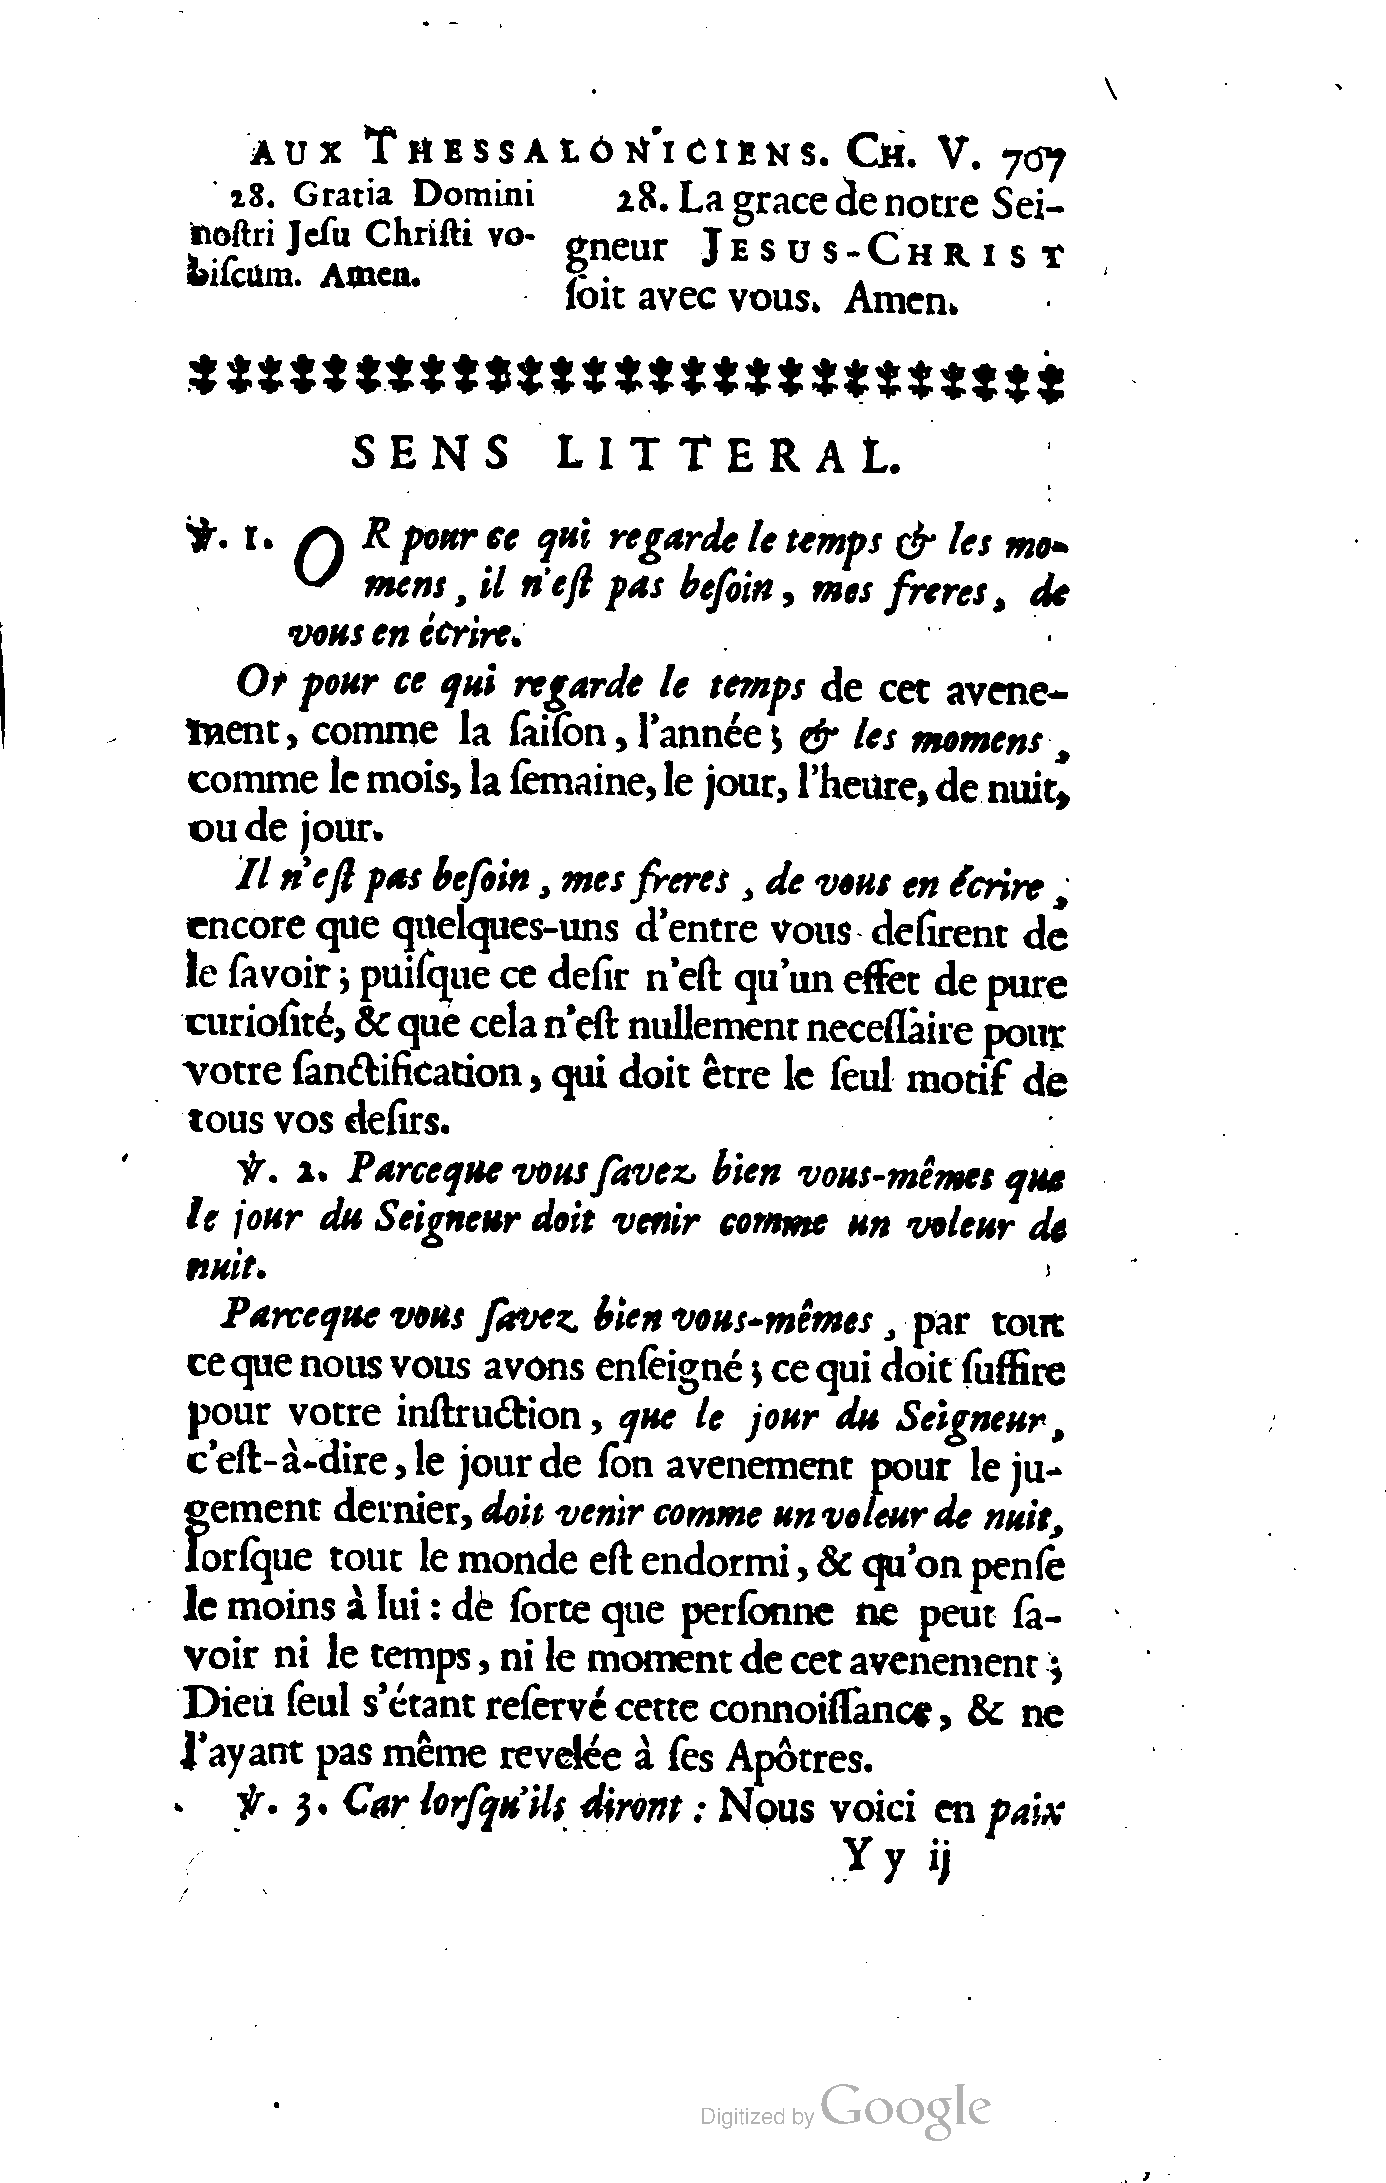 AUX THESSALONICIENS. CH. V. 707
28. Gratia Domini
noſtri Jeſu Chriſti vo-
biſcum. Amen.
28. La grace de notre Sei-
gneur JESUS-CHRIST
ſoit avec vous. Amen.
SENS LITTERAL.
℣. 1. OR pour ce qui regarde le temps & les mo-
mens, il n'eſt pas beſoin, mes freres, de
vous en écrire.
Or pour ce qui regarde le temps de cet avene-
ment, comme la ſaiſon, l'année; & les momens,
comme le mois, la ſemaine, le jour, l'heure, de nuit,
ou de jour.
Il n'eſt pas beſoin, mes freres, de vous en écrire,
encore que quelques-uns d'entre vous deſirent de
le ſavoir; puiſque ce deſir n'eſt qu'un effet de pure
curioſité, & que cela n'eſt nullement neceſſaire pour
votre ſanctification, qui doit être le ſeul motif de
tous vos deſirs.
℣. 2. Parceque vous ſavez bien vous-mêmes que
le jour du Seigneur doit venir comme un voleur de
nuit.
Parceque vous ſavez bien vous-mêmes, par tout
ce que nous vous avons enſeigné; ce qui doit ſuffire
pour votre inſtruction, que le jour du Seigneur,
c'eſt-à-dire, le jour de ſon avenement pour le ju-
gement dernier, doit venir comme un voleur de nuit,
lorſque tout le monde eſt endormi, & qu'on penſe
le moins à lui: de ſorte que perſonne ne peut ſa-
voir ni le temps, ni le moment de cet avenement;
Dieu ſeul s'étant reſervé cette connoiſſance, & ne
l'ayant pas même revelée à ſes Apôtres.
℣. 3. Car lorſqu'ils diront: Nous voici en paix
Yy ij
Digitized by Google